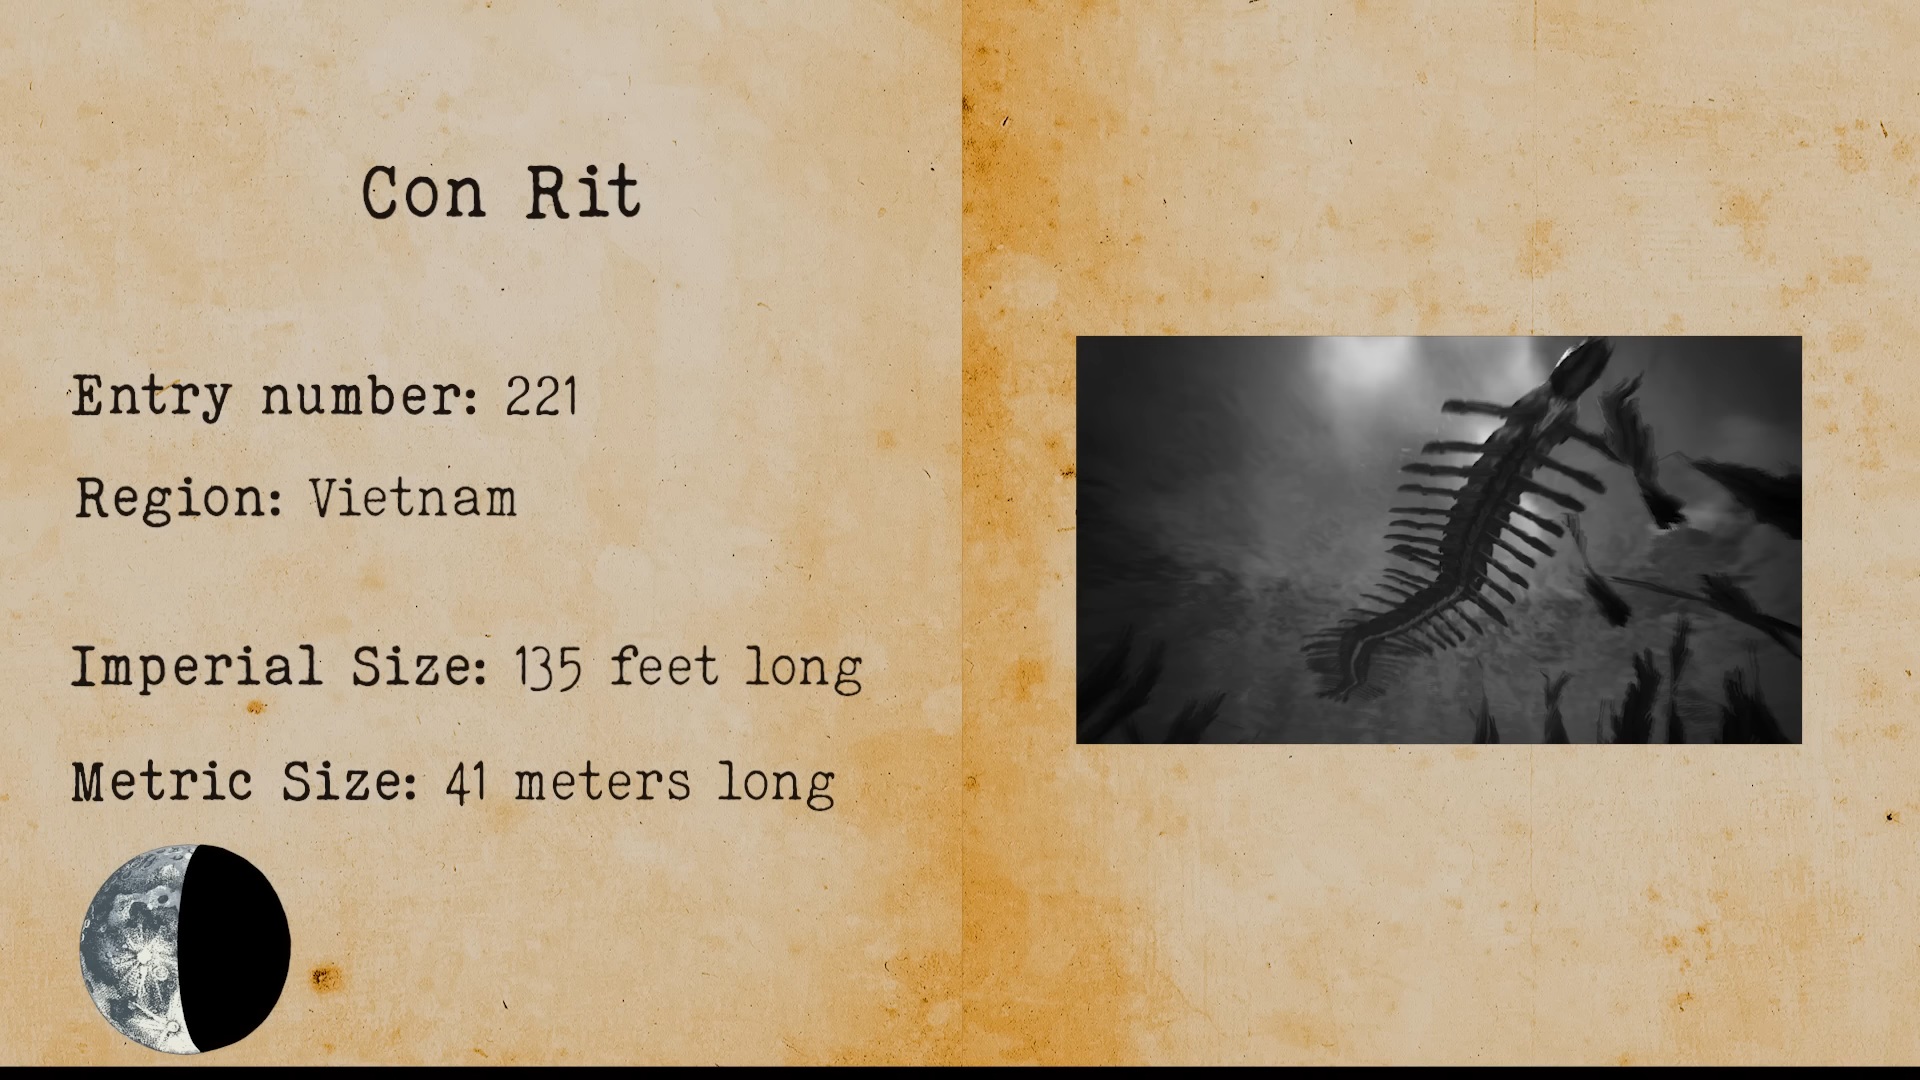 Con Rit
Entry number: 221
Region: Vietnam
Imperial Size: 135 feet long
Metric Size: 41 meters long